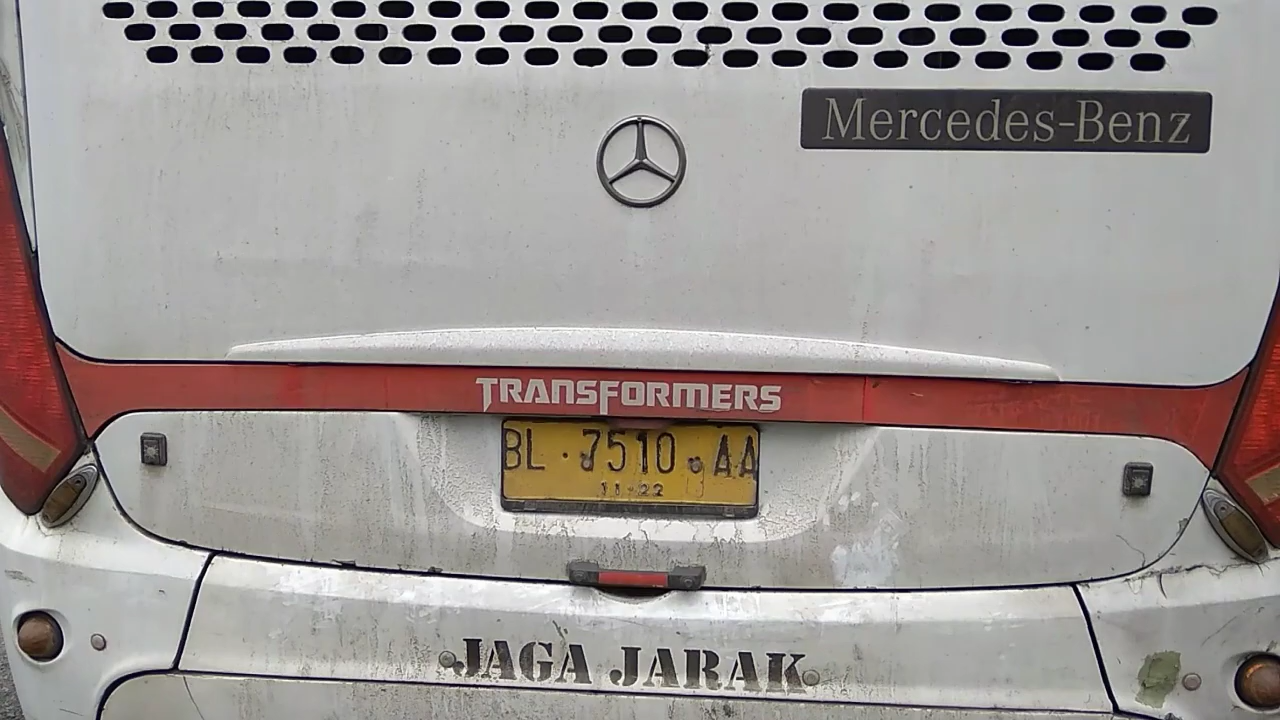 Mercedes-Benz
TRANSFORMERS
BL 7510 AA
11·22
JAGA JARAK